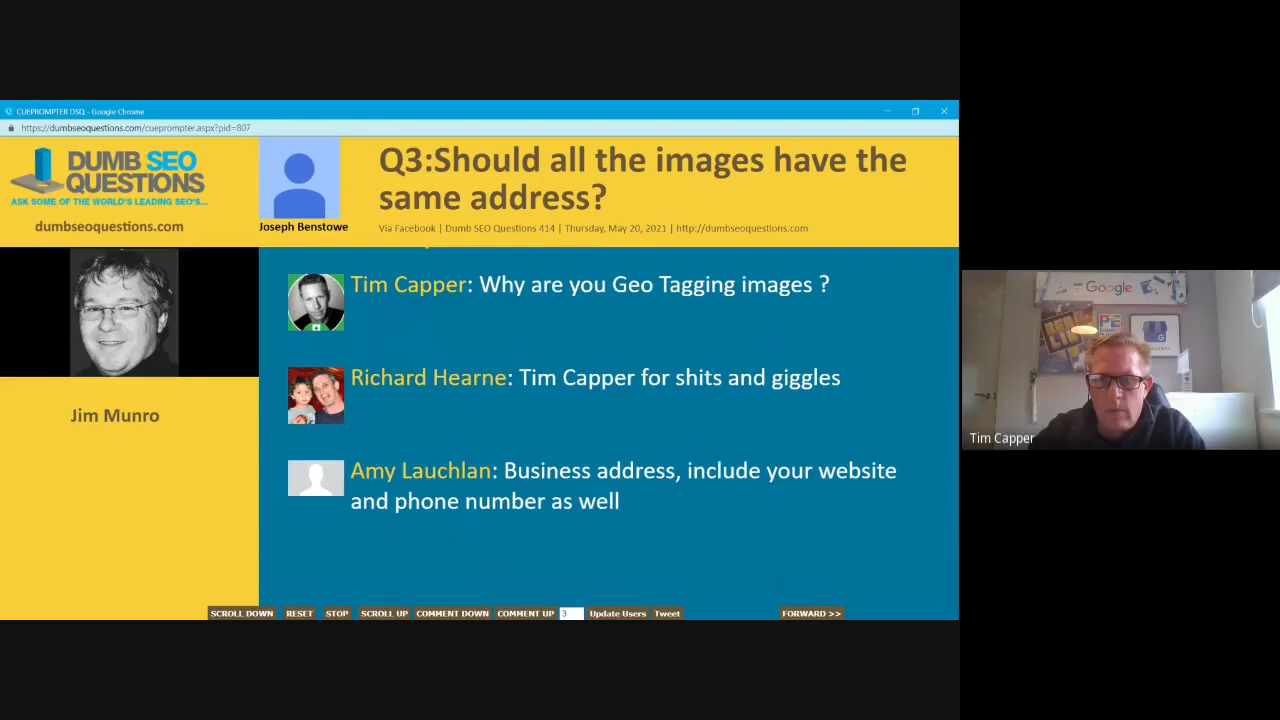 CUEPROMPTER DSQ - Google Chrome
https://dumbseoquestions.com/cueprompter.aspx?pid=807
DUMB SEO
QUESTIONS
ASK SOME OF THE WORLD'S LEADING SEO'S...
dumbseoquestions.com
Joseph Benstowe
Q3:Should all the images have the
same address?
Via Facebook | Dumb SEO Questions 414 | Thursday, May 20, 2021 | http://dumbseoquestions.com
Jim Munro
Tim Capper: Why are you Geo Tagging images ?
Richard Hearne: Tim Capper for shits and giggles
Amy Lauchlan: Business address, include your website
and phone number as well
SCROLL DOWN RESET STOP SCROLL UP COMMENT DOWN COMMENT UP 3 Update Users Tweet FORWARD >>
Google
Tim Capper